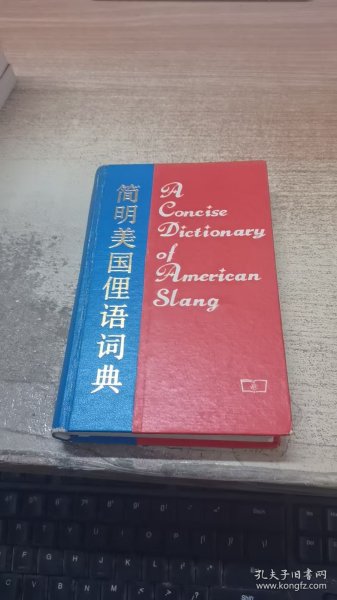 简明美国俚语词典
A
Concise
Dictionary
of
American
Slang
孔夫子旧书网
www.kongfz.com